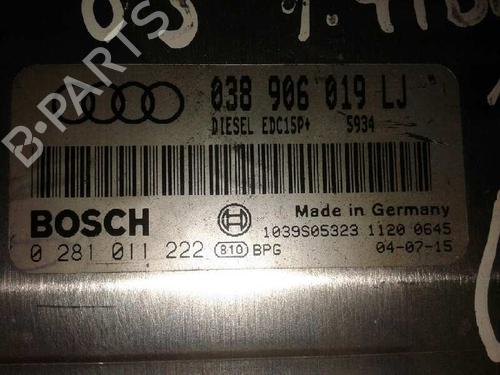 B-PARTS
038 906 019 LJ
DIESEL EDC15P+ 5934
BOSCH
Made in Germany
1039S05323 1120 0645
0 281 011 222 810 BPG 04-07-15